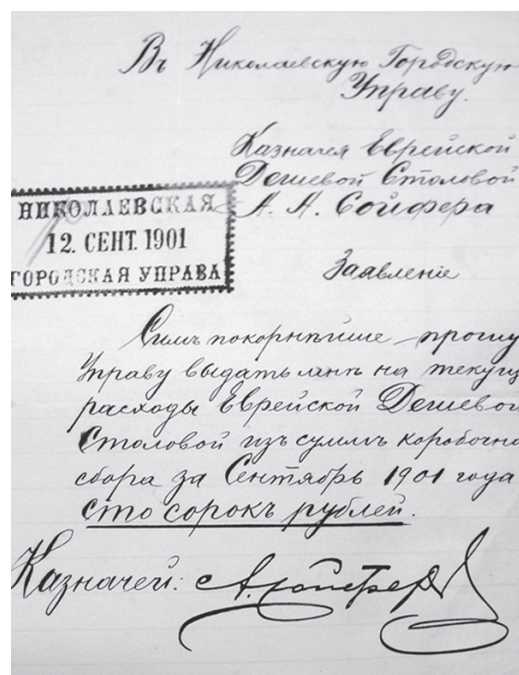 Въ Николаевскую Городскую
Управу.
Казначея Еврейской
Дешевой Столовой
А. А. Сойфера
НИКОЛАЕВСКАЯ
12. СЕНТ. 1901
ГОРОДСКАЯ УПРАВА
Заявленіе
Симъ покорнѣйше прошу
Управу выдать мнѣ на текущ
расходы Еврейской Дешевой
Столовой изъ суммъ коробочно
сбора за Сентябрь 1901 года
сто сорокъ рублей.
Казначей: А. Сойферъ